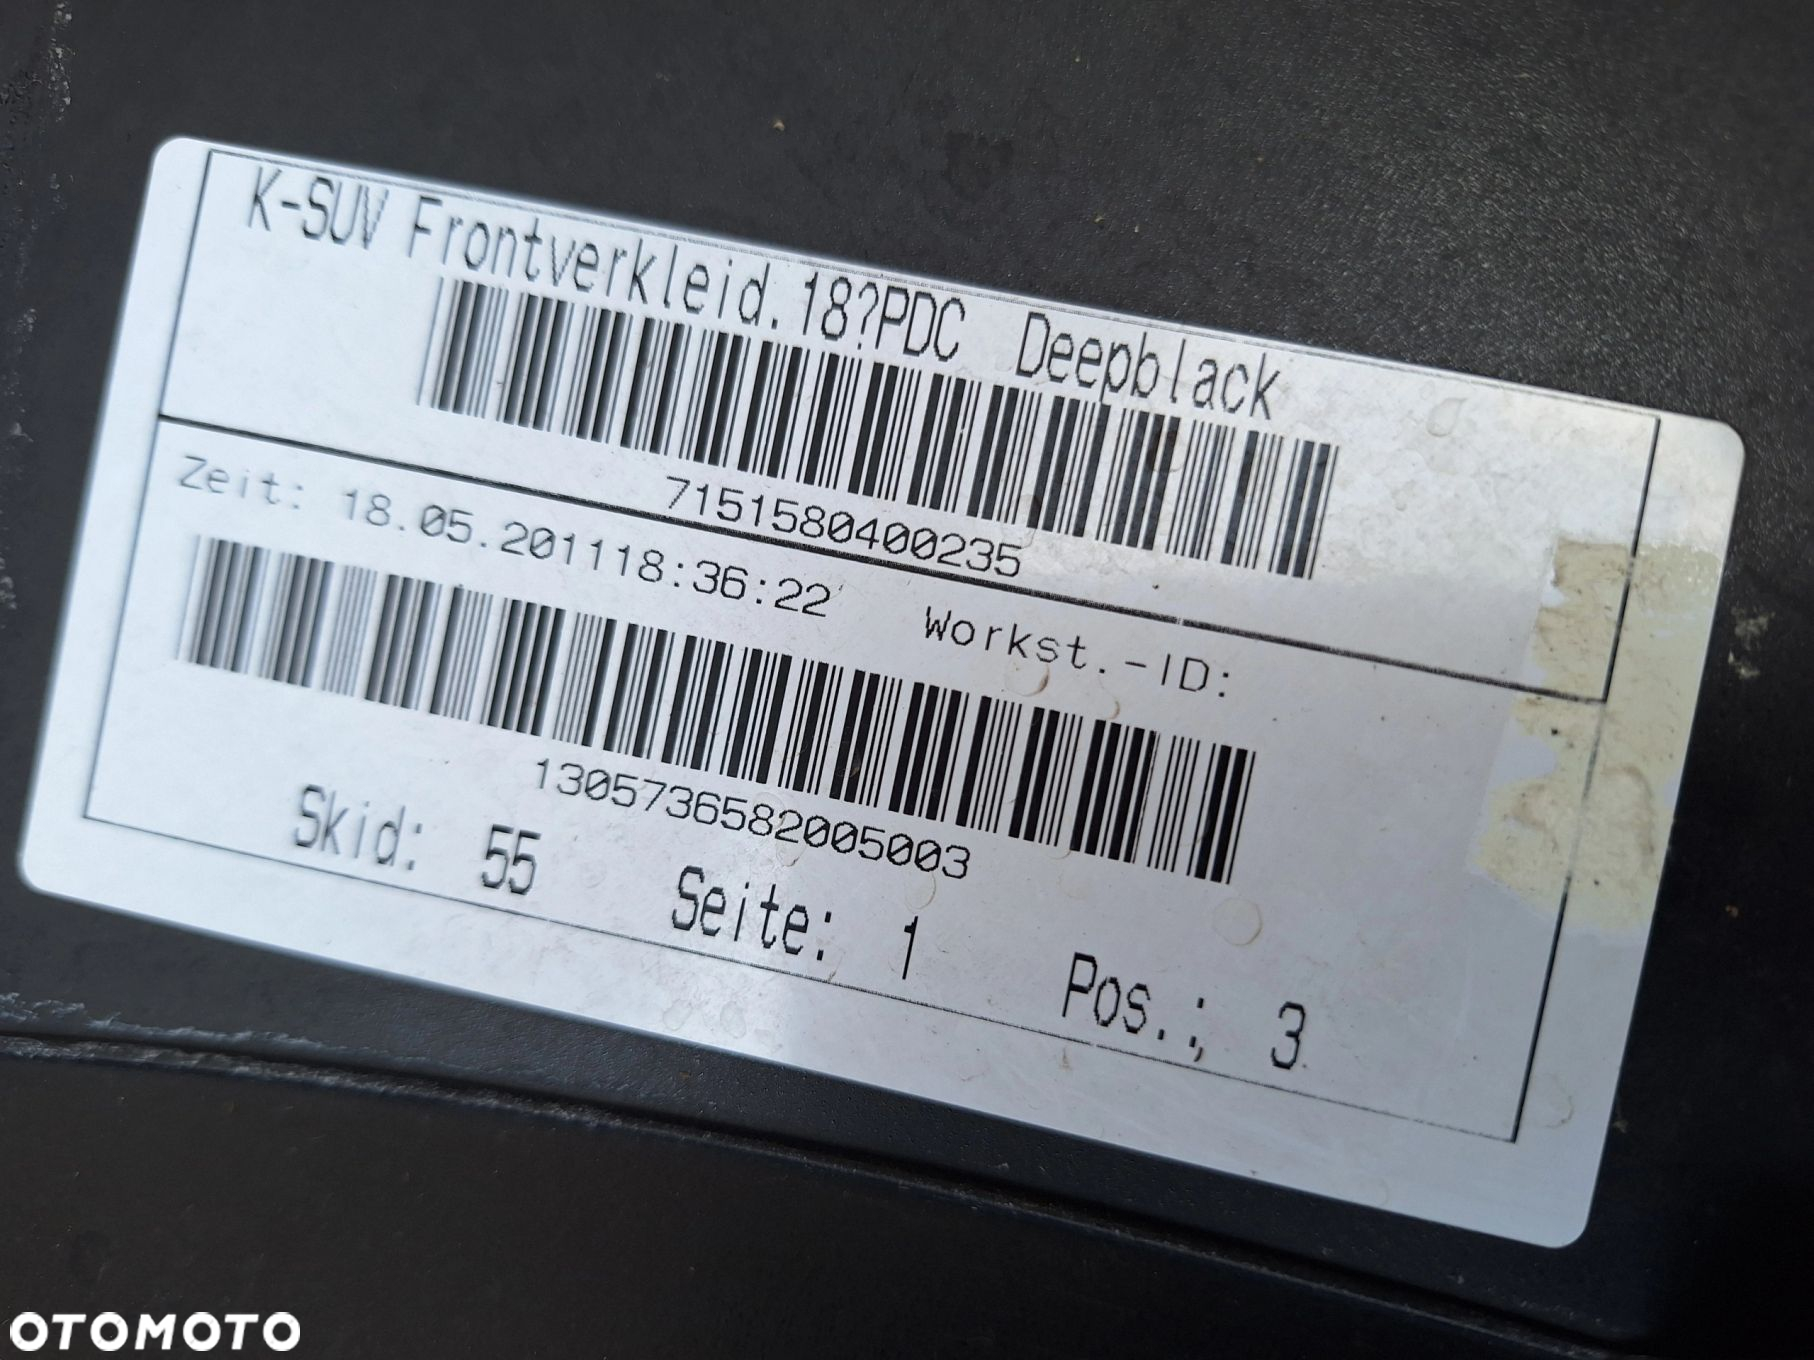 K-SUV Frontverkleid.18?PDC Deepblack
7151580400235
Zeit: 18.05.201118:36:22 Workst.-ID:
1305736582005003
Skid: 55 Seite: 1 Pos.; 3
OTOMOTO